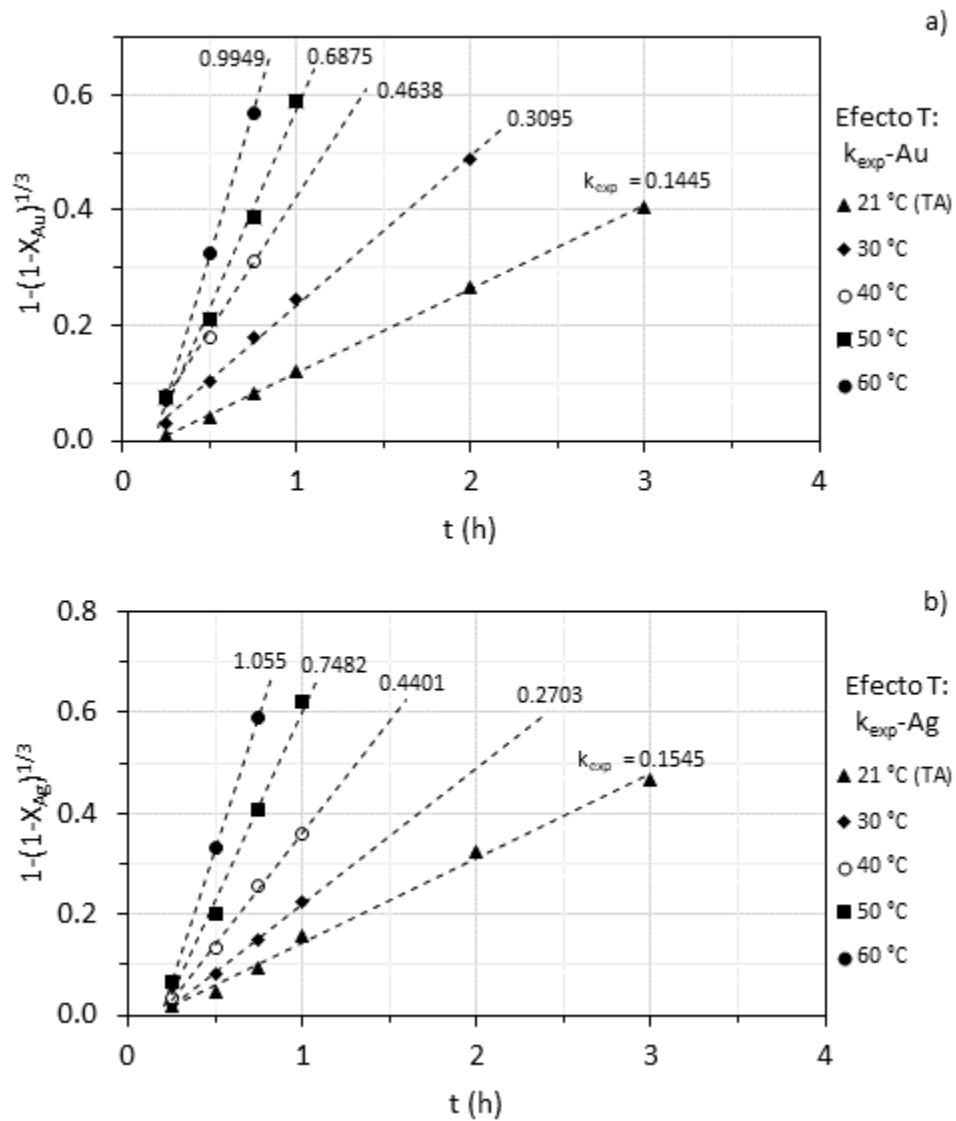 a)
0.9949
0.6875
0.4638
0.3095
k_exp = 0.1445
1-(1-X_Au)^1/3
0.6
0.4
0.2
0.0
0
1
2
3
4
t (h)
Efecto T:
k_exp-Au
21 °C (TA)
30 °C
40 °C
50 °C
60 °C
b)
1.055
0.7482
0.4401
0.2703
k_exp = 0.1545
1-(1-X_Ag)^1/3
0.8
0.6
0.4
0.2
0.0
0
1
2
3
4
t (h)
Efecto T:
k_exp-Ag
21 °C (TA)
30 °C
40 °C
50 °C
60 °C